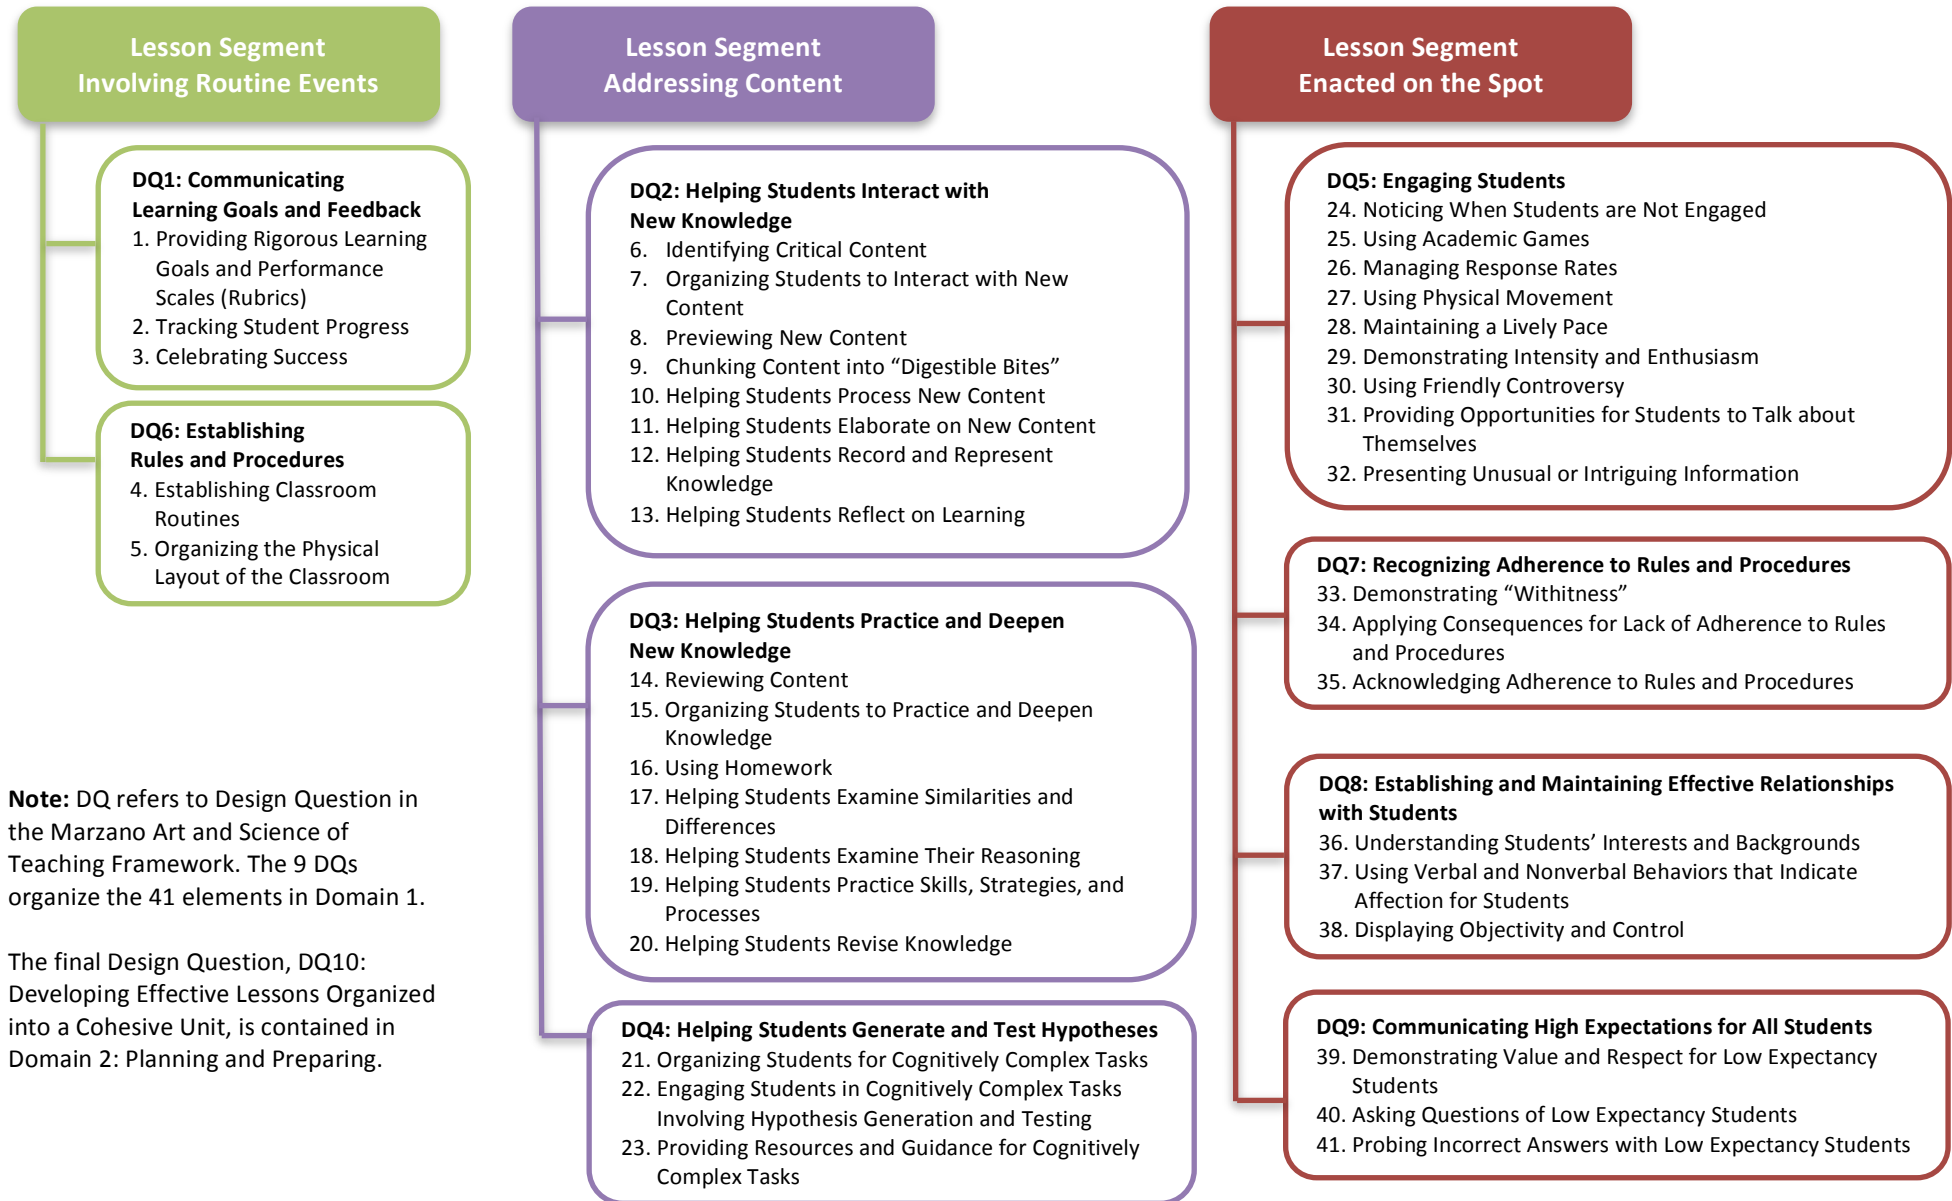 Lesson Segment
Involving Routine Events
DQ1: Communicating
Learning Goals and Feedback
1. Providing Rigorous Learning
Goals and Performance
Scales (Rubrics)
2. Tracking Student Progress
3. Celebrating Success
DQ6: Establishing
Rules and Procedures
4. Establishing Classroom
Routines
5. Organizing the Physical
Layout of the Classroom
Note: DQ refers to Design Question in
the Marzano Art and Science of
Teaching Framework. The 9 DQs
organize the 41 elements in Domain 1.
The final Design Question, DQ10:
Developing Effective Lessons Organized
into a Cohesive Unit, is contained in
Domain 2: Planning and Preparing.
Lesson Segment
Addressing Content
DQ2: Helping Students Interact with
New Knowledge
6. Identifying Critical Content
7. Organizing Students to Interact with New
Content
8. Previewing New Content
9. Chunking Content into “Digestible Bites”
10. Helping Students Process New Content
11. Helping Students Elaborate on New Content
12. Helping Students Record and Represent
Knowledge
13. Helping Students Reflect on Learning
DQ3: Helping Students Practice and Deepen
New Knowledge
14. Reviewing Content
15. Organizing Students to Practice and Deepen
Knowledge
16. Using Homework
17. Helping Students Examine Similarities and
Differences
18. Helping Students Examine Their Reasoning
19. Helping Students Practice Skills, Strategies, and
Processes
20. Helping Students Revise Knowledge
DQ4: Helping Students Generate and Test Hypotheses
21. Organizing Students for Cognitively Complex Tasks
22. Engaging Students in Cognitively Complex Tasks
Involving Hypothesis Generation and Testing
23. Providing Resources and Guidance for Cognitively
Complex Tasks
Lesson Segment
Enacted on the Spot
DQ5: Engaging Students
24. Noticing When Students are Not Engaged
25. Using Academic Games
26. Managing Response Rates
27. Using Physical Movement
28. Maintaining a Lively Pace
29. Demonstrating Intensity and Enthusiasm
30. Using Friendly Controversy
31. Providing Opportunities for Students to Talk about
Themselves
32. Presenting Unusual or Intriguing Information
DQ7: Recognizing Adherence to Rules and Procedures
33. Demonstrating “Withitness”
34. Applying Consequences for Lack of Adherence to Rules
and Procedures
35. Acknowledging Adherence to Rules and Procedures
DQ8: Establishing and Maintaining Effective Relationships
with Students
36. Understanding Students’ Interests and Backgrounds
37. Using Verbal and Nonverbal Behaviors that Indicate
Affection for Students
38. Displaying Objectivity and Control
DQ9: Communicating High Expectations for All Students
39. Demonstrating Value and Respect for Low Expectancy
Students
40. Asking Questions of Low Expectancy Students
41. Probing Incorrect Answers with Low Expectancy Students